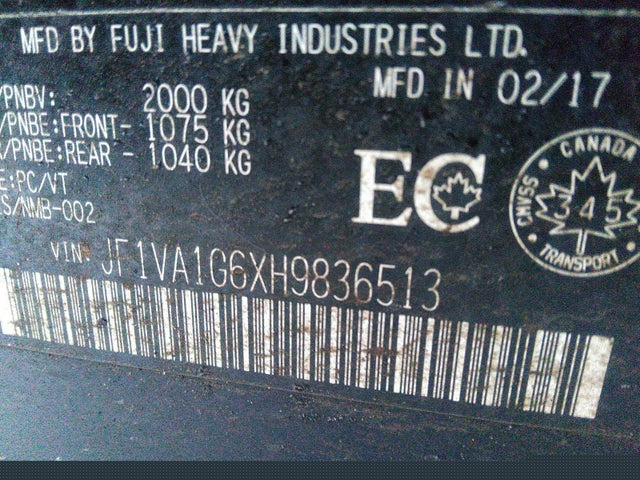 MFD BY FUJI HEAVY INDUSTRIES LTD.
MFD IN 02/17
/PNBV: 2000 KG
/PNBE:FRONT- 1075 KG
/PNBE:REAR - 1040 KG
E:PC/VT
S/NMB-002
EC
CANADA
CMVSS
345
TRANSPORT
VIN: JF1VA1G6XH9836513